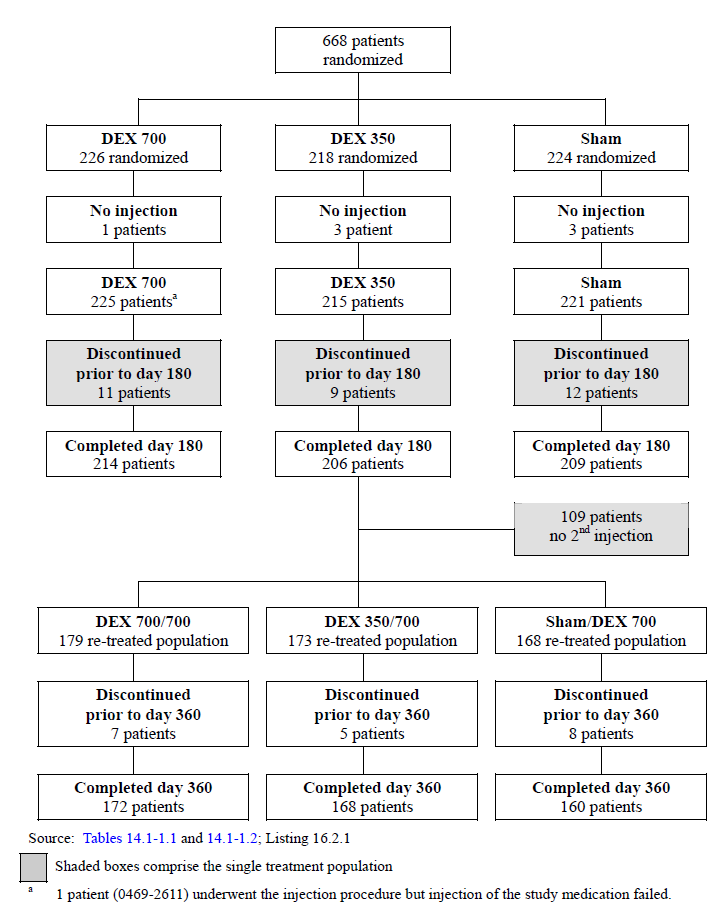 668 patients
randomized
DEX 700
226 randomized
DEX 350
218 randomized
Sham
224 randomized
No injection
1 patients
No injection
3 patient
No injection
3 patients
DEX 700
225 patientsᵃ
DEX 350
215 patients
Sham
221 patients
Discontinued
prior to day 180
11 patients
Discontinued
prior to day 180
9 patients
Discontinued
prior to day 180
12 patients
Completed day 180
214 patients
Completed day 180
206 patients
Completed day 180
209 patients
109 patients
no 2ⁿᵈ injection
DEX 700/700
179 re-treated population
DEX 350/700
173 re-treated population
Sham/DEX 700
168 re-treated population
Discontinued
prior to day 360
7 patients
Discontinued
prior to day 360
5 patients
Discontinued
prior to day 360
8 patients
Completed day 360
172 patients
Completed day 360
168 patients
Completed day 360
160 patients
Source: Tables 14.1-1.1 and 14.1-1.2; Listing 16.2.1
Shaded boxes comprise the single treatment population
ᵃ 1 patient (0469-2611) underwent the injection procedure but injection of the study medication failed.